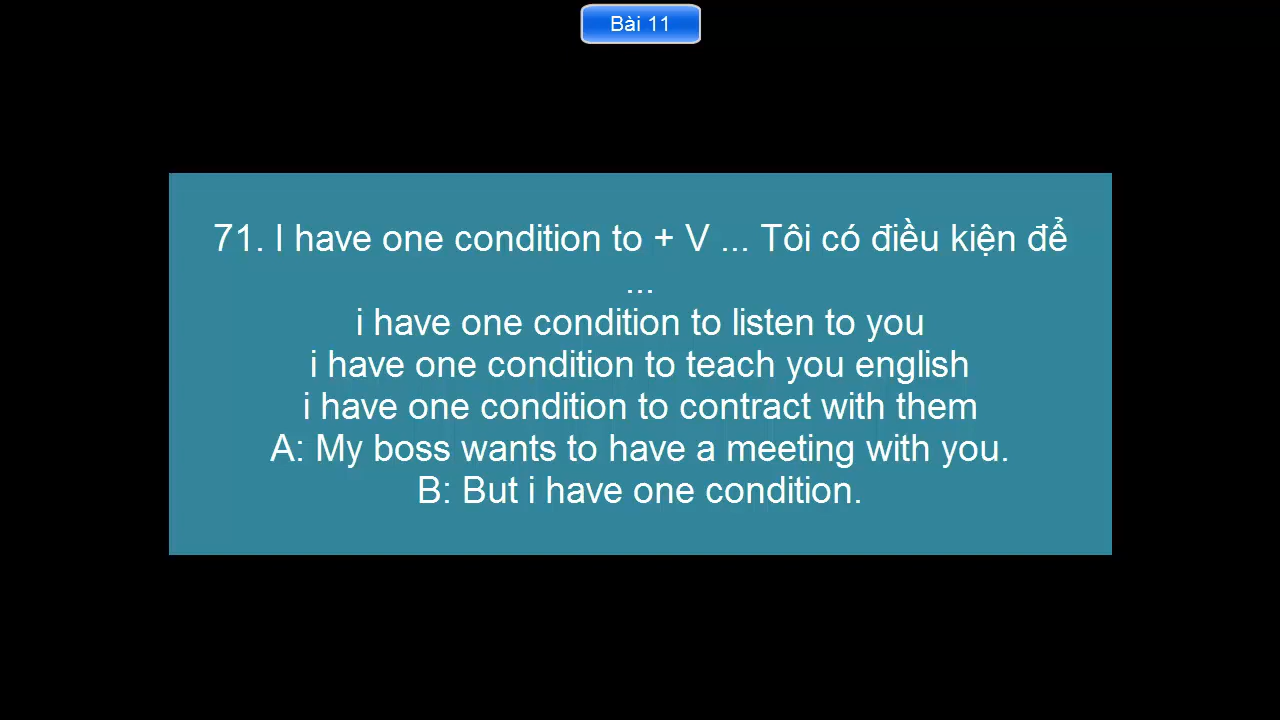 Bài 11
71. I have one condition to + V ... Tôi có điều kiện để
...
i have one condition to listen to you
i have one condition to teach you english
i have one condition to contract with them
A: My boss wants to have a meeting with you.
B: But i have one condition.